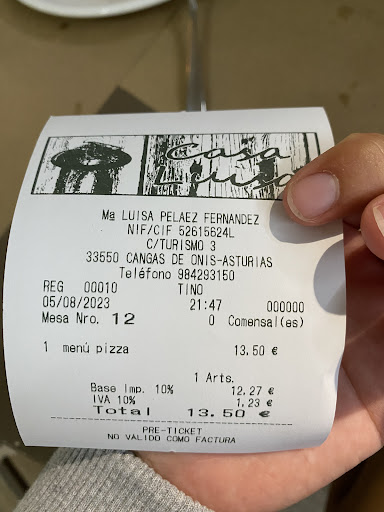 Casa
Luisa
Mª LUISA PELAEZ FERNANDEZ
NIF/CIF 52615624L
C/TURISMO 3
33550 CANGAS DE ONIS-ASTURIAS
Teléfono 984293150
REG 00010 TINO
05/08/2023 21:47 000000
Mesa Nro. 12 0 Comensal(es)
1 menú pizza 13,50 €
1 Arts.
Base Imp. 10% 12,27 €
IVA 10% 1,23 €
Total 13.50 €
PRE-TICKET
NO VALIDO COMO FACTURA